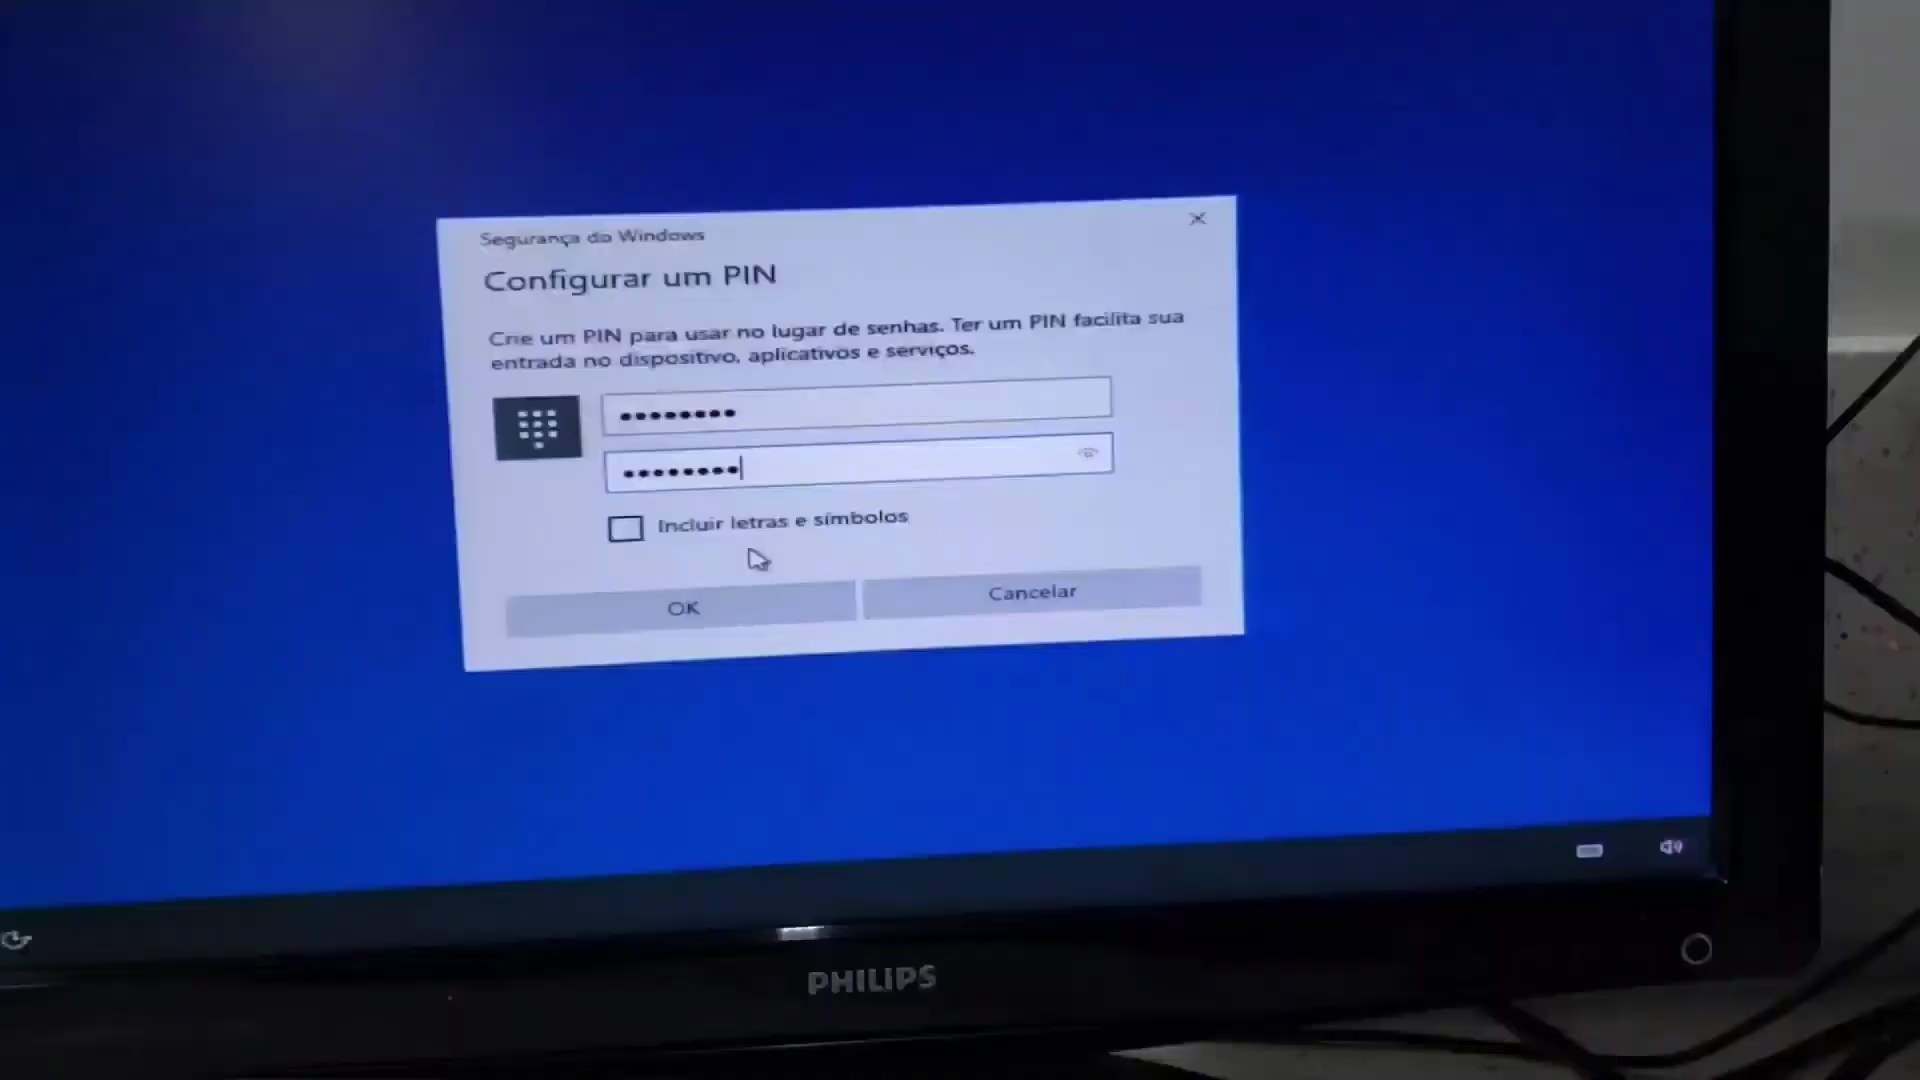 Segurança do Windows
Configurar um PIN
Crie um PIN para usar no lugar de senhas. Ter um PIN facilita sua
entrada no dispositivo, aplicativos e serviços.
••••••••
••••••••
Incluir letras e símbolos
OK
Cancelar
PHILIPS